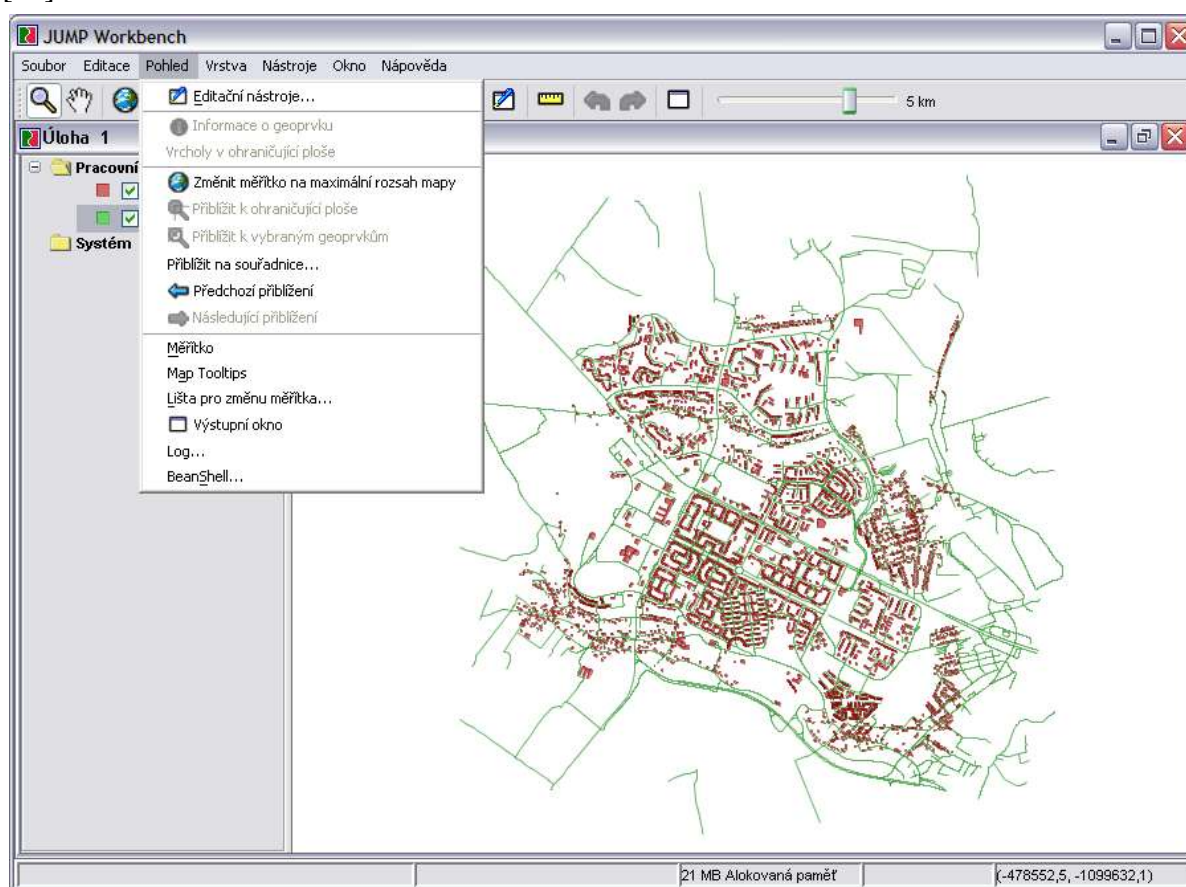 JUMP Workbench
Soubor Editace Pohled Vrstva Nástroje Okno Nápověda
5 km
Úloha 1
Pracovní
Systém
Editační nástroje...
Informace o geoprvku
Vrcholy v ohraničující ploše
Změnit měřítko na maximální rozsah mapy
Přiblížit k ohraničující ploše
Přiblížit k vybraným geoprvkům
Přiblížit na souřadnice...
Předchozí přiblížení
Následující přiblížení
Měřítko
Map Tooltips
Lišta pro změnu měřítka...
Výstupní okno
Log...
BeanShell...
21 MB Alokovaná paměť
(-478552,5, -1099632,1)